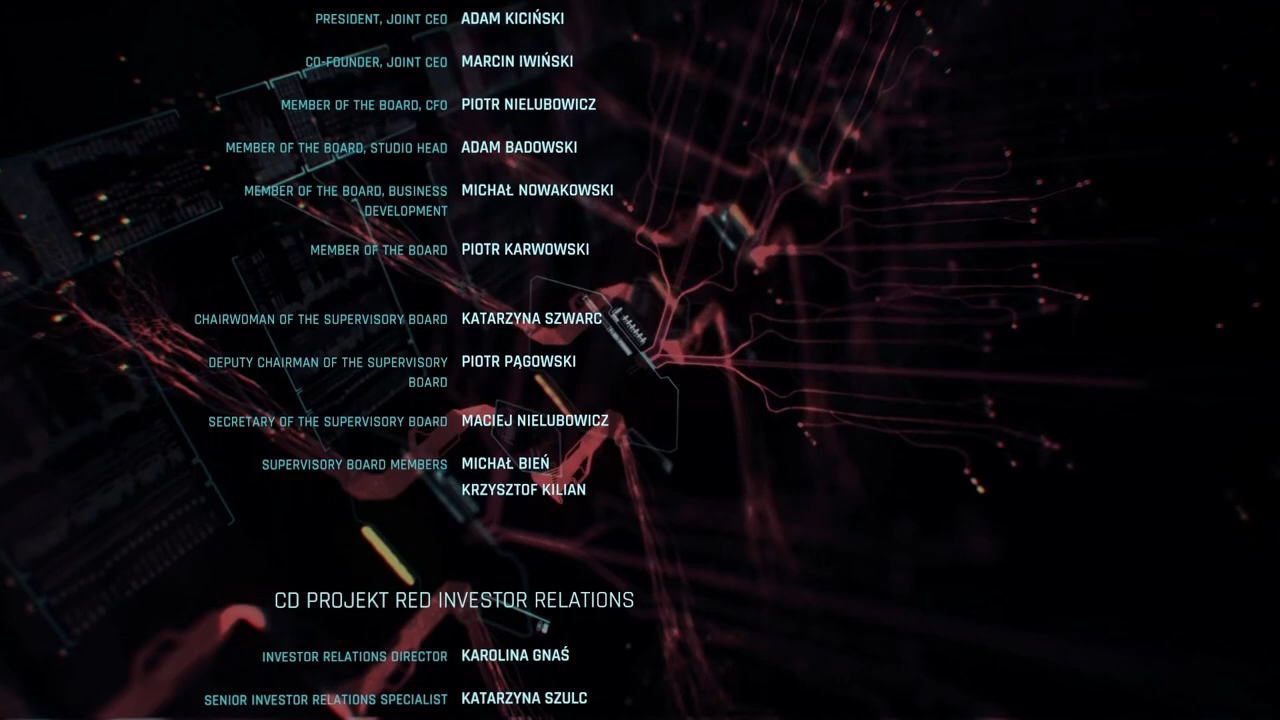 PRESIDENT, JOINT CEO ADAM KICIŃSKI
CO-FOUNDER, JOINT CEO MARCIN IWIŃSKI
MEMBER OF THE BOARD, CFO PIOTR NIELUBOWICZ
MEMBER OF THE BOARD, STUDIO HEAD ADAM BADOWSKI
MEMBER OF THE BOARD, BUSINESS MICHAŁ NOWAKOWSKI
DEVELOPMENT
MEMBER OF THE BOARD PIOTR KARWOWSKI
CHAIRWOMAN OF THE SUPERVISORY BOARD KATARZYNA SZWARC
DEPUTY CHAIRMAN OF THE SUPERVISORY PIOTR PĄGOWSKI
BOARD
SECRETARY OF THE SUPERVISORY BOARD MACIEJ NIELUBOWICZ
SUPERVISORY BOARD MEMBERS MICHAŁ BIEŃ
KRZYSZTOF KILIAN
CD PROJEKT RED INVESTOR RELATIONS
INVESTOR RELATIONS DIRECTOR KAROLINA GNAŚ
SENIOR INVESTOR RELATIONS SPECIALIST KATARZYNA SZULC